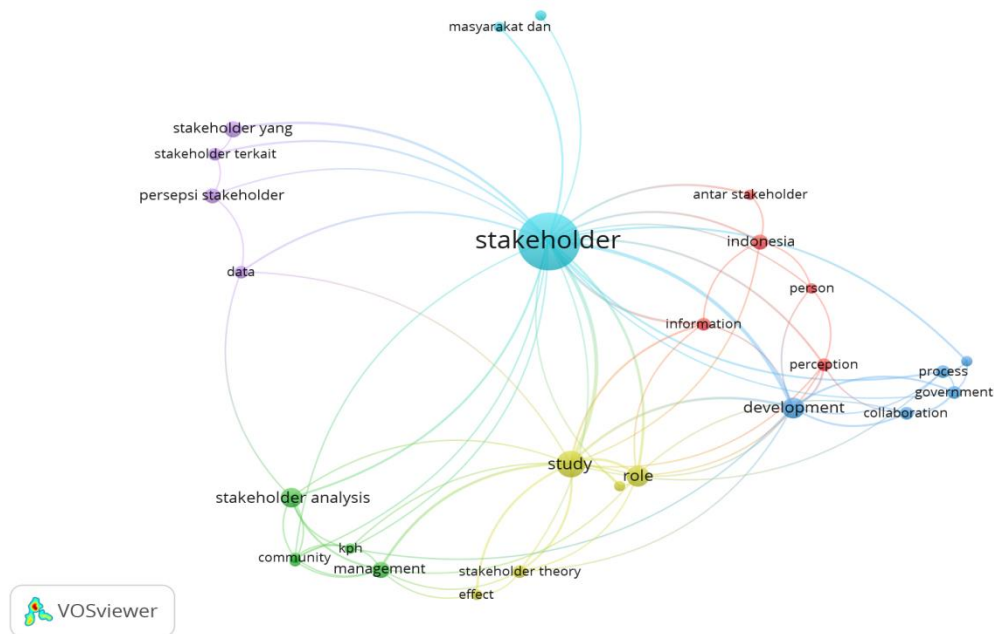 masyarakat dan
stakeholder yang
stakeholder terkait
persepsi stakeholder
antar stakeholder
stakeholder
indonesia
data
person
information
perception
process
government
development
collaboration
study
role
stakeholder analysis
kph
community
management
stakeholder theory
effect
VOSviewer